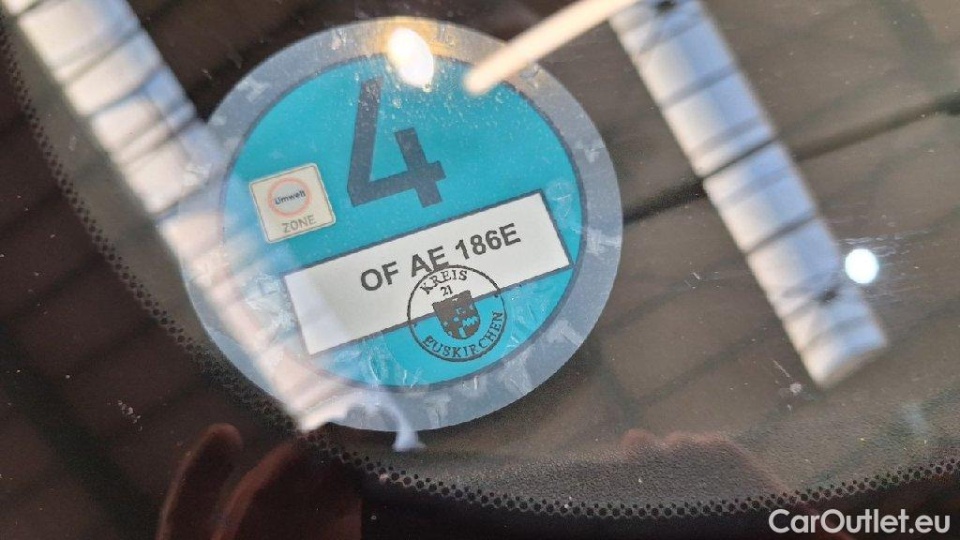 4
Umwelt
ZONE
OF AE 186E
KREIS
21
EUSKIRCHEN
CarOutlet.eu